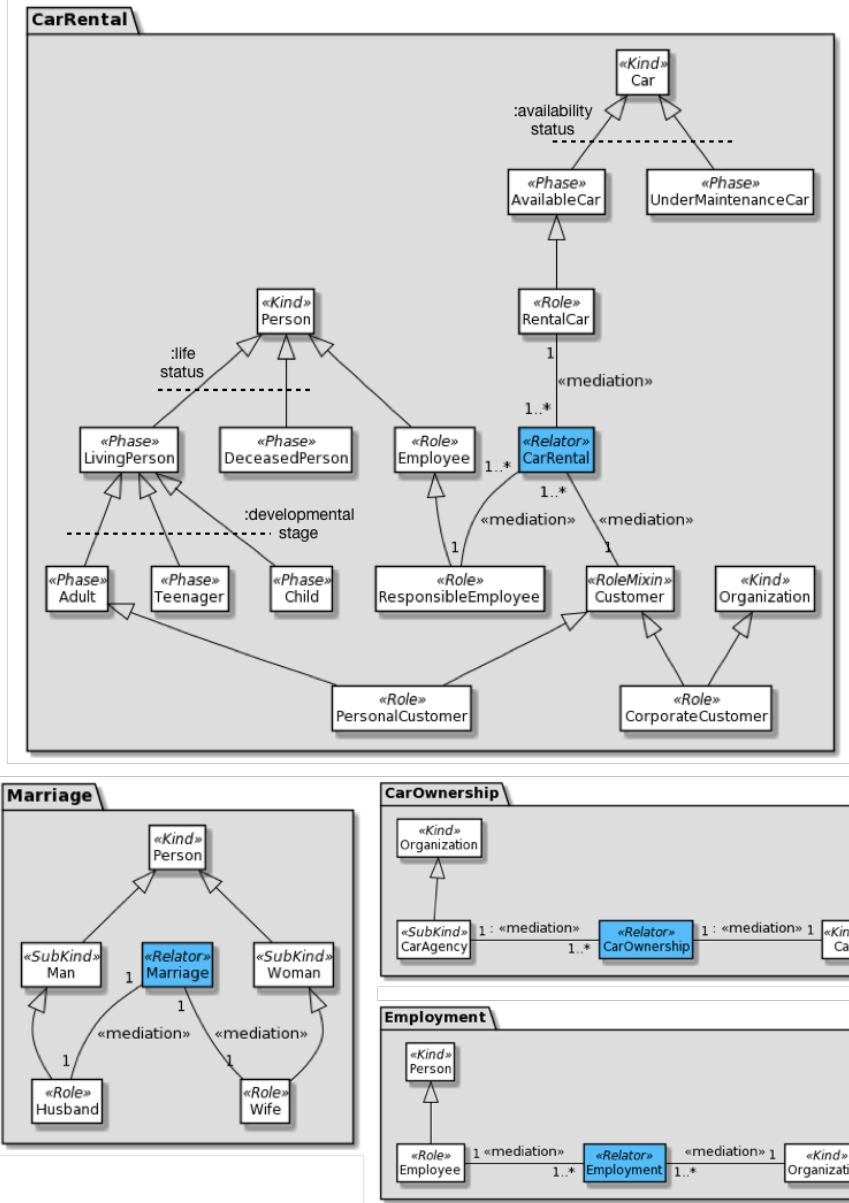 CarRental
«Kind»
Car
:availability
status
«Phase»
AvailableCar
«Phase»
UnderMaintenanceCar
«Kind»
Person
«Role»
RentalCar
:life
status
1
«mediation»
1..*
«Phase»
LivingPerson
«Phase»
DeceasedPerson
«Role»
Employee
«Relator»
CarRental
1..*
1..*
:developmental
stage
«mediation»
«mediation»
1
1
«Phase»
Adult
«Phase»
Teenager
«Phase»
Child
«Role»
ResponsibleEmployee
«RoleMixin»
Customer
«Kind»
Organization
«Role»
PersonalCustomer
«Role»
CorporateCustomer
Marriage
«Kind»
Person
«SubKind»
Man
«Relator»
Marriage
«SubKind»
Woman
1
1
«mediation»
«mediation»
1
1
«Role»
Husband
«Role»
Wife
CarOwnership
«Kind»
Organization
«SubKind»
CarAgency
1 : «mediation»
1..*
«Relator»
CarOwnership
1 : «mediation» 1
«Kin
Ca
Employment
«Kind»
Person
«Role»
Employee
1 «mediation»
1..*
«Relator»
Employment
«mediation» 1
1..*
«Kind»
Organizati